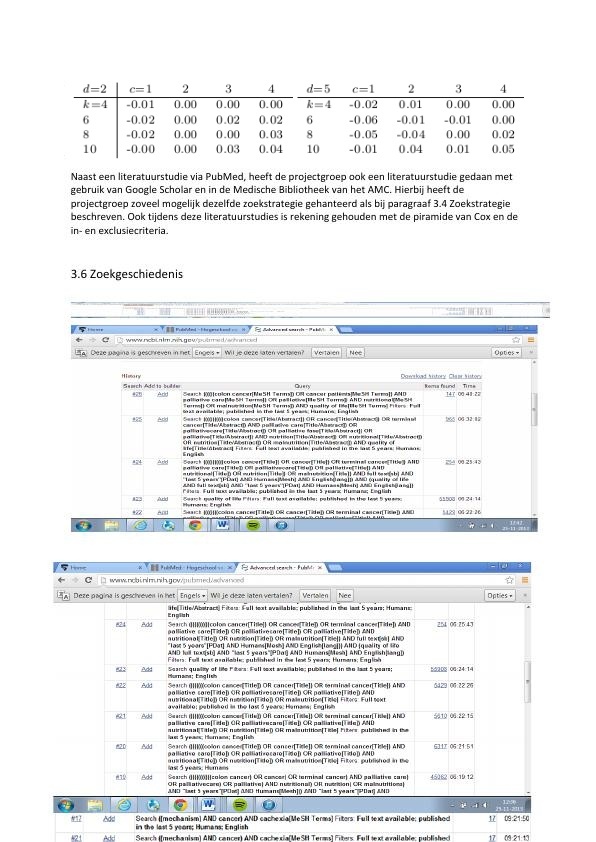 d=2 c=1 2 3 4 d=5 c=1 2 3 4
k=4 -0.01 0.00 0.00 0.00 k=4 -0.02 0.01 0.00 0.00
6 -0.02 0.00 0.02 0.02 6 -0.06 -0.01 -0.01 0.00
8 -0.02 0.00 0.00 0.03 8 -0.05 -0.04 0.00 0.02
10 -0.00 0.00 0.03 0.04 10 -0.01 0.04 0.01 0.05
Naast een literatuurstudie via PubMed, heeft de projectgroep ook een literatuurstudie gedaan met
gebruik van Google Scholar en in de Medische Bibliotheek van het AMC. Hierbij heeft de
projectgroep zoveel mogelijk dezelfde zoekstrategie gehanteerd als bij paragraaf 3.4 Zoekstrategie
beschreven. Ook tijdens deze literatuurstudies is rekening gehouden met de piramide van Cox en de
in- en exclusiecriteria.
3.6 Zoekgeschiedenis
Home PubMed - Hogeschool Advanced search - PubM
www.ncbi.nlm.nih.gov/pubmed/advanced
Deze pagina is geschreven in het Engels Wil je deze laten vertalen? Vertalen Nee Opties
History Download history Clear history
Search Add to builder Query Items found Time
#26 Add Search (((((colon cancer[MeSH Terms]) OR cancer patients[MeSH Terms]) AND 147 06:40:22
palliative care[MeSH Terms]) OR palliative[MeSH Terms]) AND nutritional[MeSH
Terms]) OR malnutrition[MeSH Terms]) AND quality of life[MeSH Terms] Filters: Full
text available; published in the last 5 years; Humans; English
#25 Add Search (((((((((colon cancer[Title/Abstract]) OR cancer[Title/Abstract]) OR terminal 965 06:32:02
cancer[Title/Abstract]) AND palliative care[Title/Abstract]) OR
palliativecare[Title/Abstract]) OR palliative fase[Title/Abstract]) OR
palliative[Title/Abstract]) AND nutrition[Title/Abstract]) OR nutritional[Title/Abstract])
OR nutrition[Title/Abstract]) OR malnutrition[Title/Abstract]) AND quality of
life[Title/Abstract] Filters: Full text available; published in the last 5 years; Humans;
English
#24 Add Search (((((((((colon cancer[Title]) OR cancer[Title]) OR terminal cancer[Title]) AND 254 06:25:43
palliative care[Title]) OR palliativecare[Title]) OR palliative[Title]) AND
nutritional[Title]) OR nutrition[Title]) OR malnutrition[Title] AND full text[sb] AND
"last 5 years"[PDat] AND Humans[Mesh] AND English[lang])) AND (quality of life
AND full text[sb] AND "last 5 years"[PDat] AND Humans[Mesh] AND English[lang])
Filters: Full text available; published in the last 5 years; Humans; English
#23 Add Search quality of life Filters: Full text available; published in the last 5 years; 55908 06:24:14
Humans; English
#22 Add Search ((((((((colon cancer[Title]) OR cancer[Title]) OR terminal cancer[Title]) AND 5429 06:22:26
12:02
25-11-2013
Home PubMed - Hogeschool Advanced search - PubM
www.ncbi.nlm.nih.gov/pubmed/advanced
Deze pagina is geschreven in het Engels Wil je deze laten vertalen? Vertalen Nee Opties
life[Title/Abstract] Filters: Full text available; published in the last 5 years; Humans;
English
#24 Add Search (((((((((colon cancer[Title]) OR cancer[Title]) OR terminal cancer[Title]) AND 254 06:25:43
palliative care[Title]) OR palliativecare[Title]) OR palliative[Title]) AND
nutritional[Title]) OR nutrition[Title]) OR malnutrition[Title] AND full text[sb] AND
"last 5 years"[PDat] AND Humans[Mesh] AND English[lang])) AND (quality of life
AND full text[sb] AND "last 5 years"[PDat] AND Humans[Mesh] AND English[lang])
Filters: Full text available; published in the last 5 years; Humans; English
#23 Add Search quality of life Filters: Full text available; published in the last 5 years; 55908 06:24:14
Humans; English
#22 Add Search ((((((((colon cancer[Title]) OR cancer[Title]) OR terminal cancer[Title]) AND 5429 06:22:26
palliative care[Title]) OR palliativecare[Title]) OR palliative[Title]) AND
nutritional[Title]) OR nutrition[Title]) OR malnutrition[Title] Filters: Full text
available; published in the last 5 years; Humans; English
#21 Add Search ((((((((colon cancer[Title]) OR cancer[Title]) OR terminal cancer[Title]) AND 5610 06:22:15
palliative care[Title]) OR palliativecare[Title]) OR palliative[Title]) AND
nutritional[Title]) OR nutrition[Title]) OR malnutrition[Title] Filters: published in the
last 5 years; Humans; English
#20 Add Search ((((((((colon cancer[Title]) OR cancer[Title]) OR terminal cancer[Title]) AND 6317 06:21:51
palliative care[Title]) OR palliativecare[Title]) OR palliative[Title]) AND
nutritional[Title]) OR nutrition[Title]) OR malnutrition[Title] Filters: published in the
last 5 years; Humans
#19 Add Search ((((((((((colon cancer) OR cancer) OR terminal cancer) AND palliative care) 45062 06:19:12
OR palliativecare) OR palliative) AND nutritional) OR nutrition) OR malnutrition)
AND "last 5 years"[PDat] AND Humans[Mesh]) AND "last 5 years"[PDat] AND
12:06
25-11-2013
#17 Add Search ((mechanism) AND cancer) AND cachexia[MeSH Terms] Filters: Full text available; published 17 09:21:50
in the last 5 years; Humans; English
#21 Add Search ((mechanism) AND cancer) AND cachexia[MeSH Terms] Filters: Full text available; published 17 09:21:13